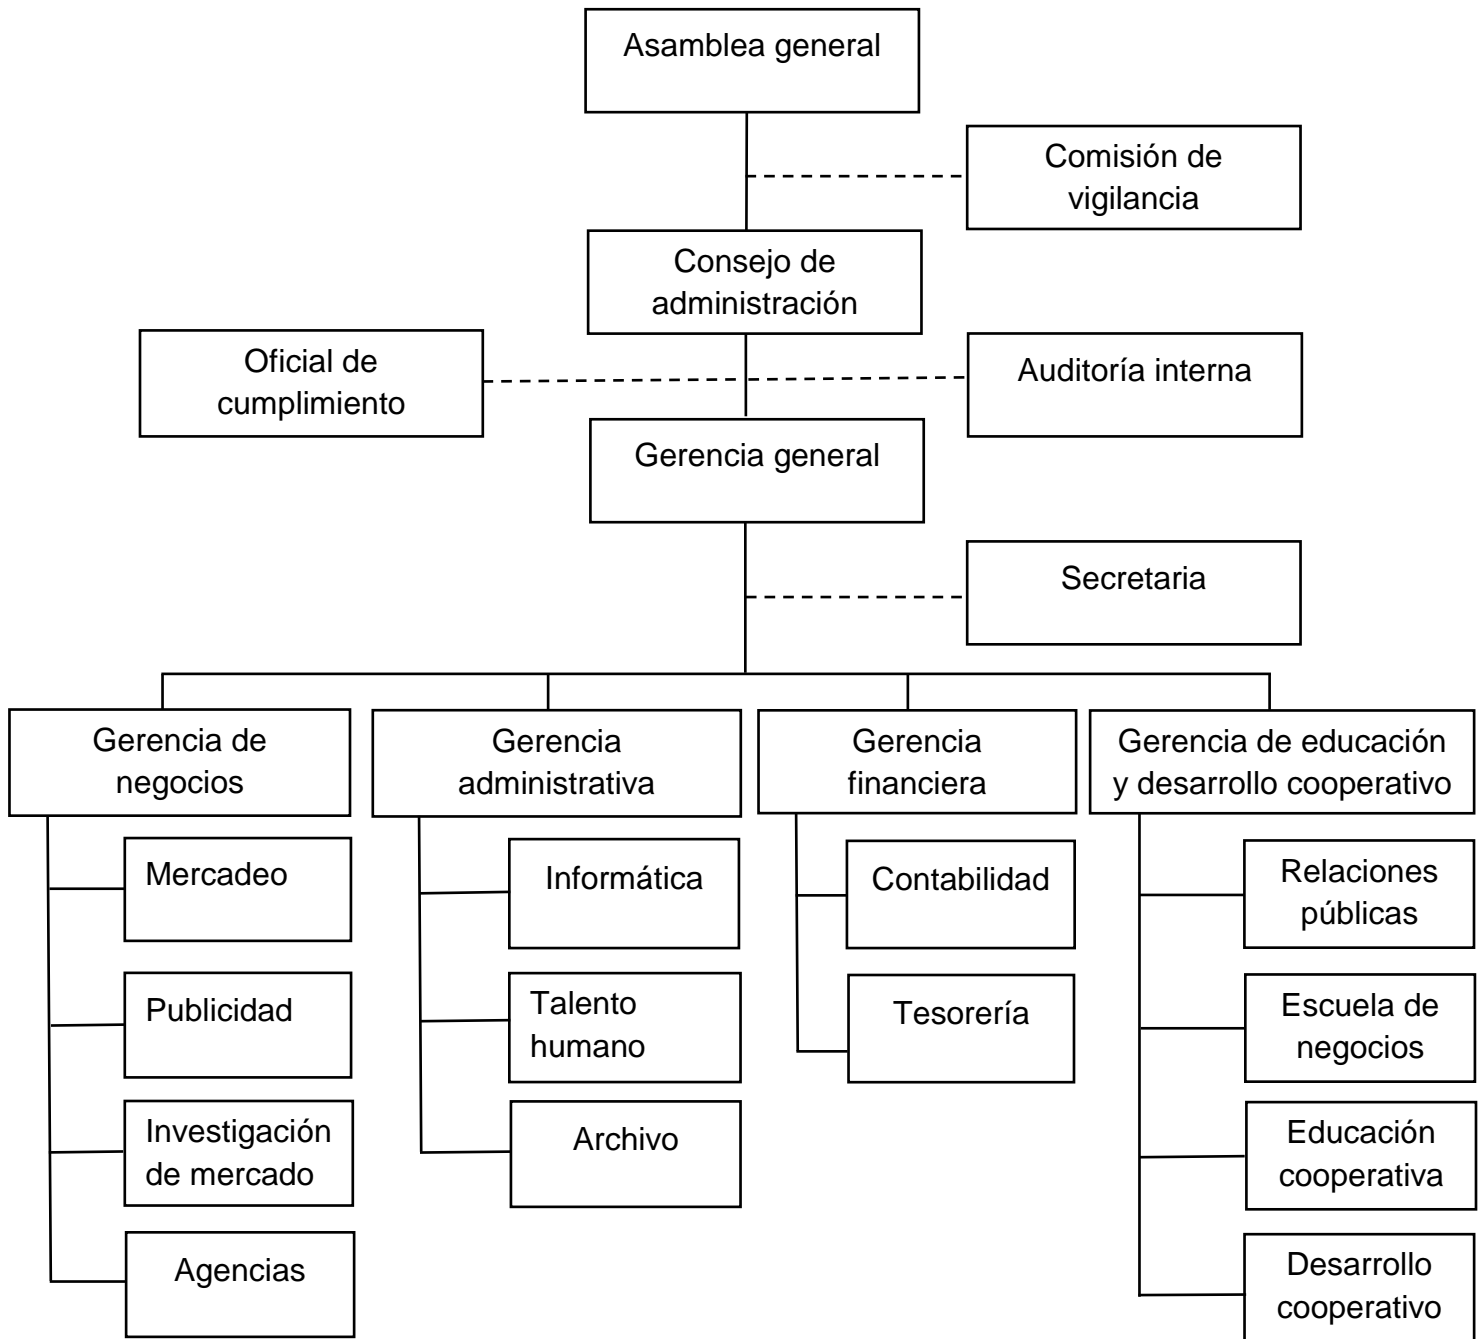 Asamblea general
Comisión de
vigilancia
Consejo de
administración
Oficial de
cumplimiento
Auditoría interna
Gerencia general
Secretaria
Gerencia de
negocios
Gerencia
administrativa
Gerencia
financiera
Gerencia de educación
y desarrollo cooperativo
Mercadeo
Publicidad
Investigación
de mercado
Agencias
Informática
Talento
humano
Archivo
Contabilidad
Tesorería
Relaciones
públicas
Escuela de
negocios
Educación
cooperativa
Desarrollo
cooperativo